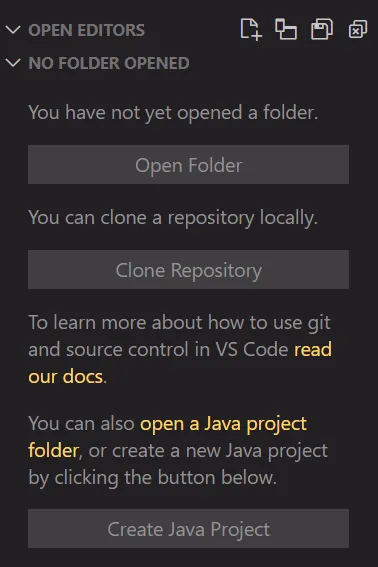 OPEN EDITORS
NO FOLDER OPENED
You have not yet opened a folder.
Open Folder
You can clone a repository locally.
Clone Repository
To learn more about how to use git
and source control in VS Code read
our docs.
You can also open a Java project
folder, or create a new Java project
by clicking the button below.
Create Java Project